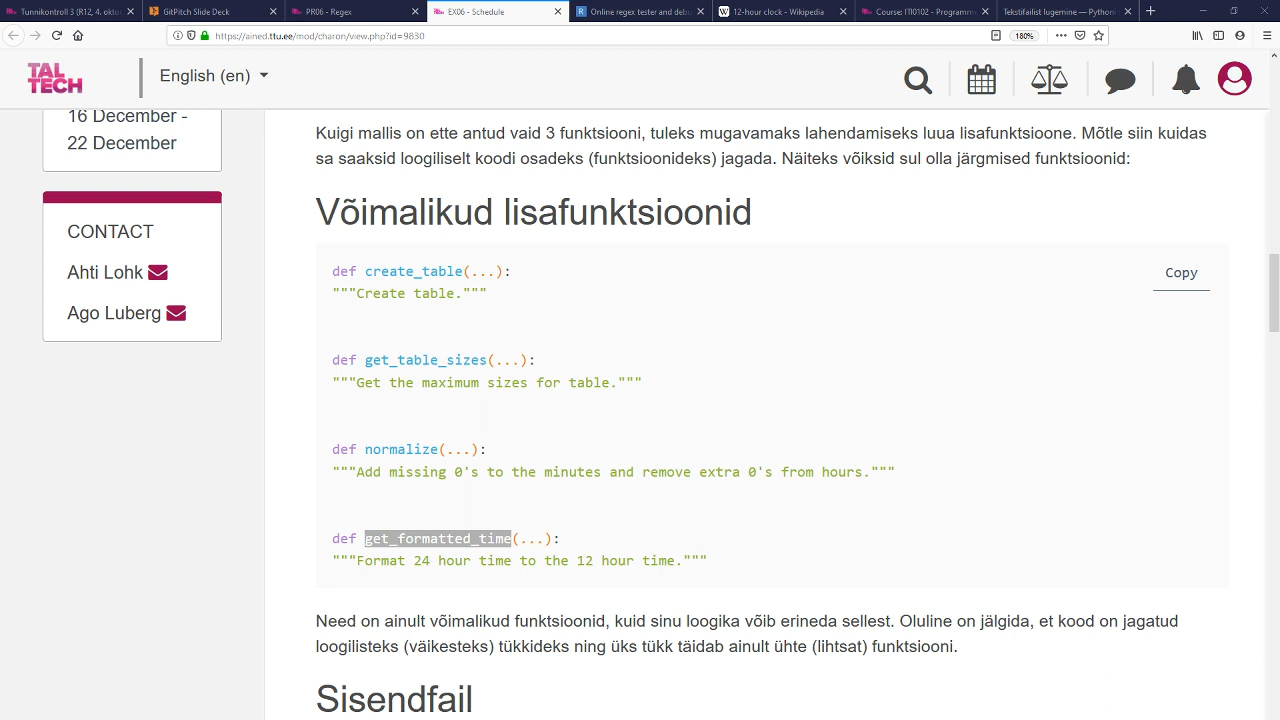 Tunnikontroll 3 (R12, 4. okto
GitPitch Slide Deck
PR06 - Regex
EX06 - Schedule
Online regex tester and debu
12-hour clock - Wikipedia
Course: ITI0102 - Programme
Tekstifailist lugemine — Python
https://ained.ttu.ee/mod/charon/view.php?id=9830
180%
TAL
TECH
English (en)
16 December -
22 December
CONTACT
Ahti Lohk
Ago Luberg
Kuigi mallis on ette antud vaid 3 funktsiooni, tuleks mugavamaks lahendamiseks luua lisafunktsioone. Mõtle siin kuidas
sa saaksid loogiliselt koodi osadeks (funktsioonideks) jagada. Näiteks võiksid sul olla järgmised funktsioonid:
Võimalikud lisafunktsioonid
Copy
def create_table(...):
"""Create table."""
def get_table_sizes(...):
"""Get the maximum sizes for table."""
def normalize(...):
"""Add missing 0's to the minutes and remove extra 0's from hours."""
def get_formatted_time(...):
"""Format 24 hour time to the 12 hour time."""
Need on ainult võimalikud funktsioonid, kuid sinu loogika võib erineda sellest. Oluline on jälgida, et kood on jagatud
loogilisteks (väikesteks) tükkideks ning üks tükk täidab ainult ühte (lihtsat) funktsiooni.
Sisendfail